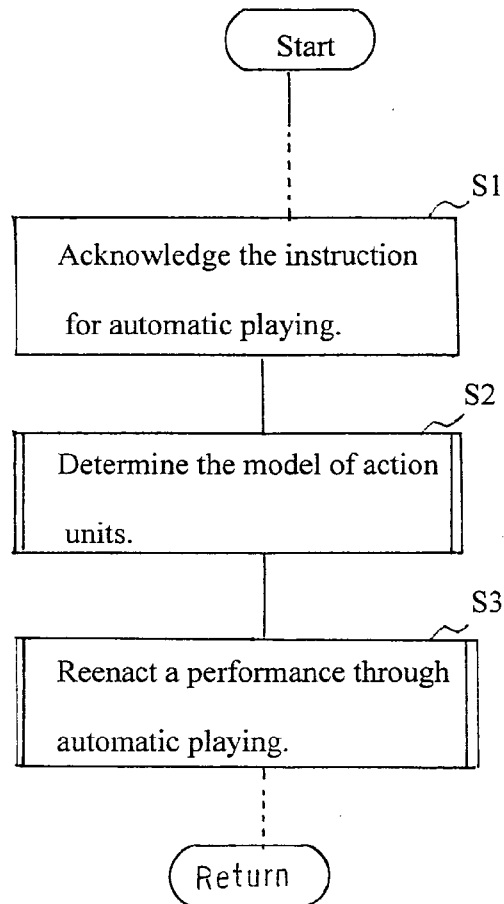 Start
S1
Acknowledge the instruction
for automatic playing.
S2
Determine the model of action
units.
S3
Reenact a performance through
automatic playing.
Return